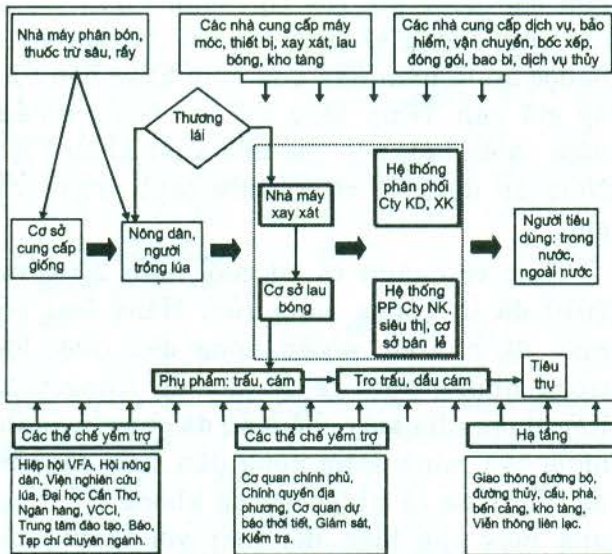 Nhà máy phân bón,
thuốc trừ sâu, rầy
Các nhà cung cấp máy
móc, thiết bị, xay xát, lau
bóng, kho tàng
Các nhà cung cấp dịch vụ, bảo
hiểm, vận chuyển, bốc xếp,
đóng gói, bao bì, dịch vụ thủy
Thương
lái
Cơ sở
cung cấp
giống
Nông dân,
người
trồng lúa
Nhà máy
xay xát
Cơ sở lau
bóng
Hệ thống
phân phối
Cty KD, XK
Hệ thống
PP Cty NK,
siêu thị, cơ
sở bán lẻ
Người tiêu
dùng: trong
nước,
ngoài nước
Phụ phẩm: trấu, cám
Tro trấu, dầu cám
Tiêu
thụ
Các thể chế yểm trợ
Hiệp hội VFA, Hội nông
dân, Viện nghiên cứu
lúa, Đại học Cần Thơ,
Ngân hàng, VCCI,
Trung tâm đào tạo, Báo,
Tạp chí chuyên ngành.
Các thể chế yểm trợ
Cơ quan chính phủ,
Chính quyền địa
phương, Cơ quan dự
báo thời tiết, Giám sát,
Kiểm tra.
Hạ tầng
Giao thông đường bộ,
đường thủy, cầu, phà,
bến cảng, kho tàng,
Viễn thông liên lạc.